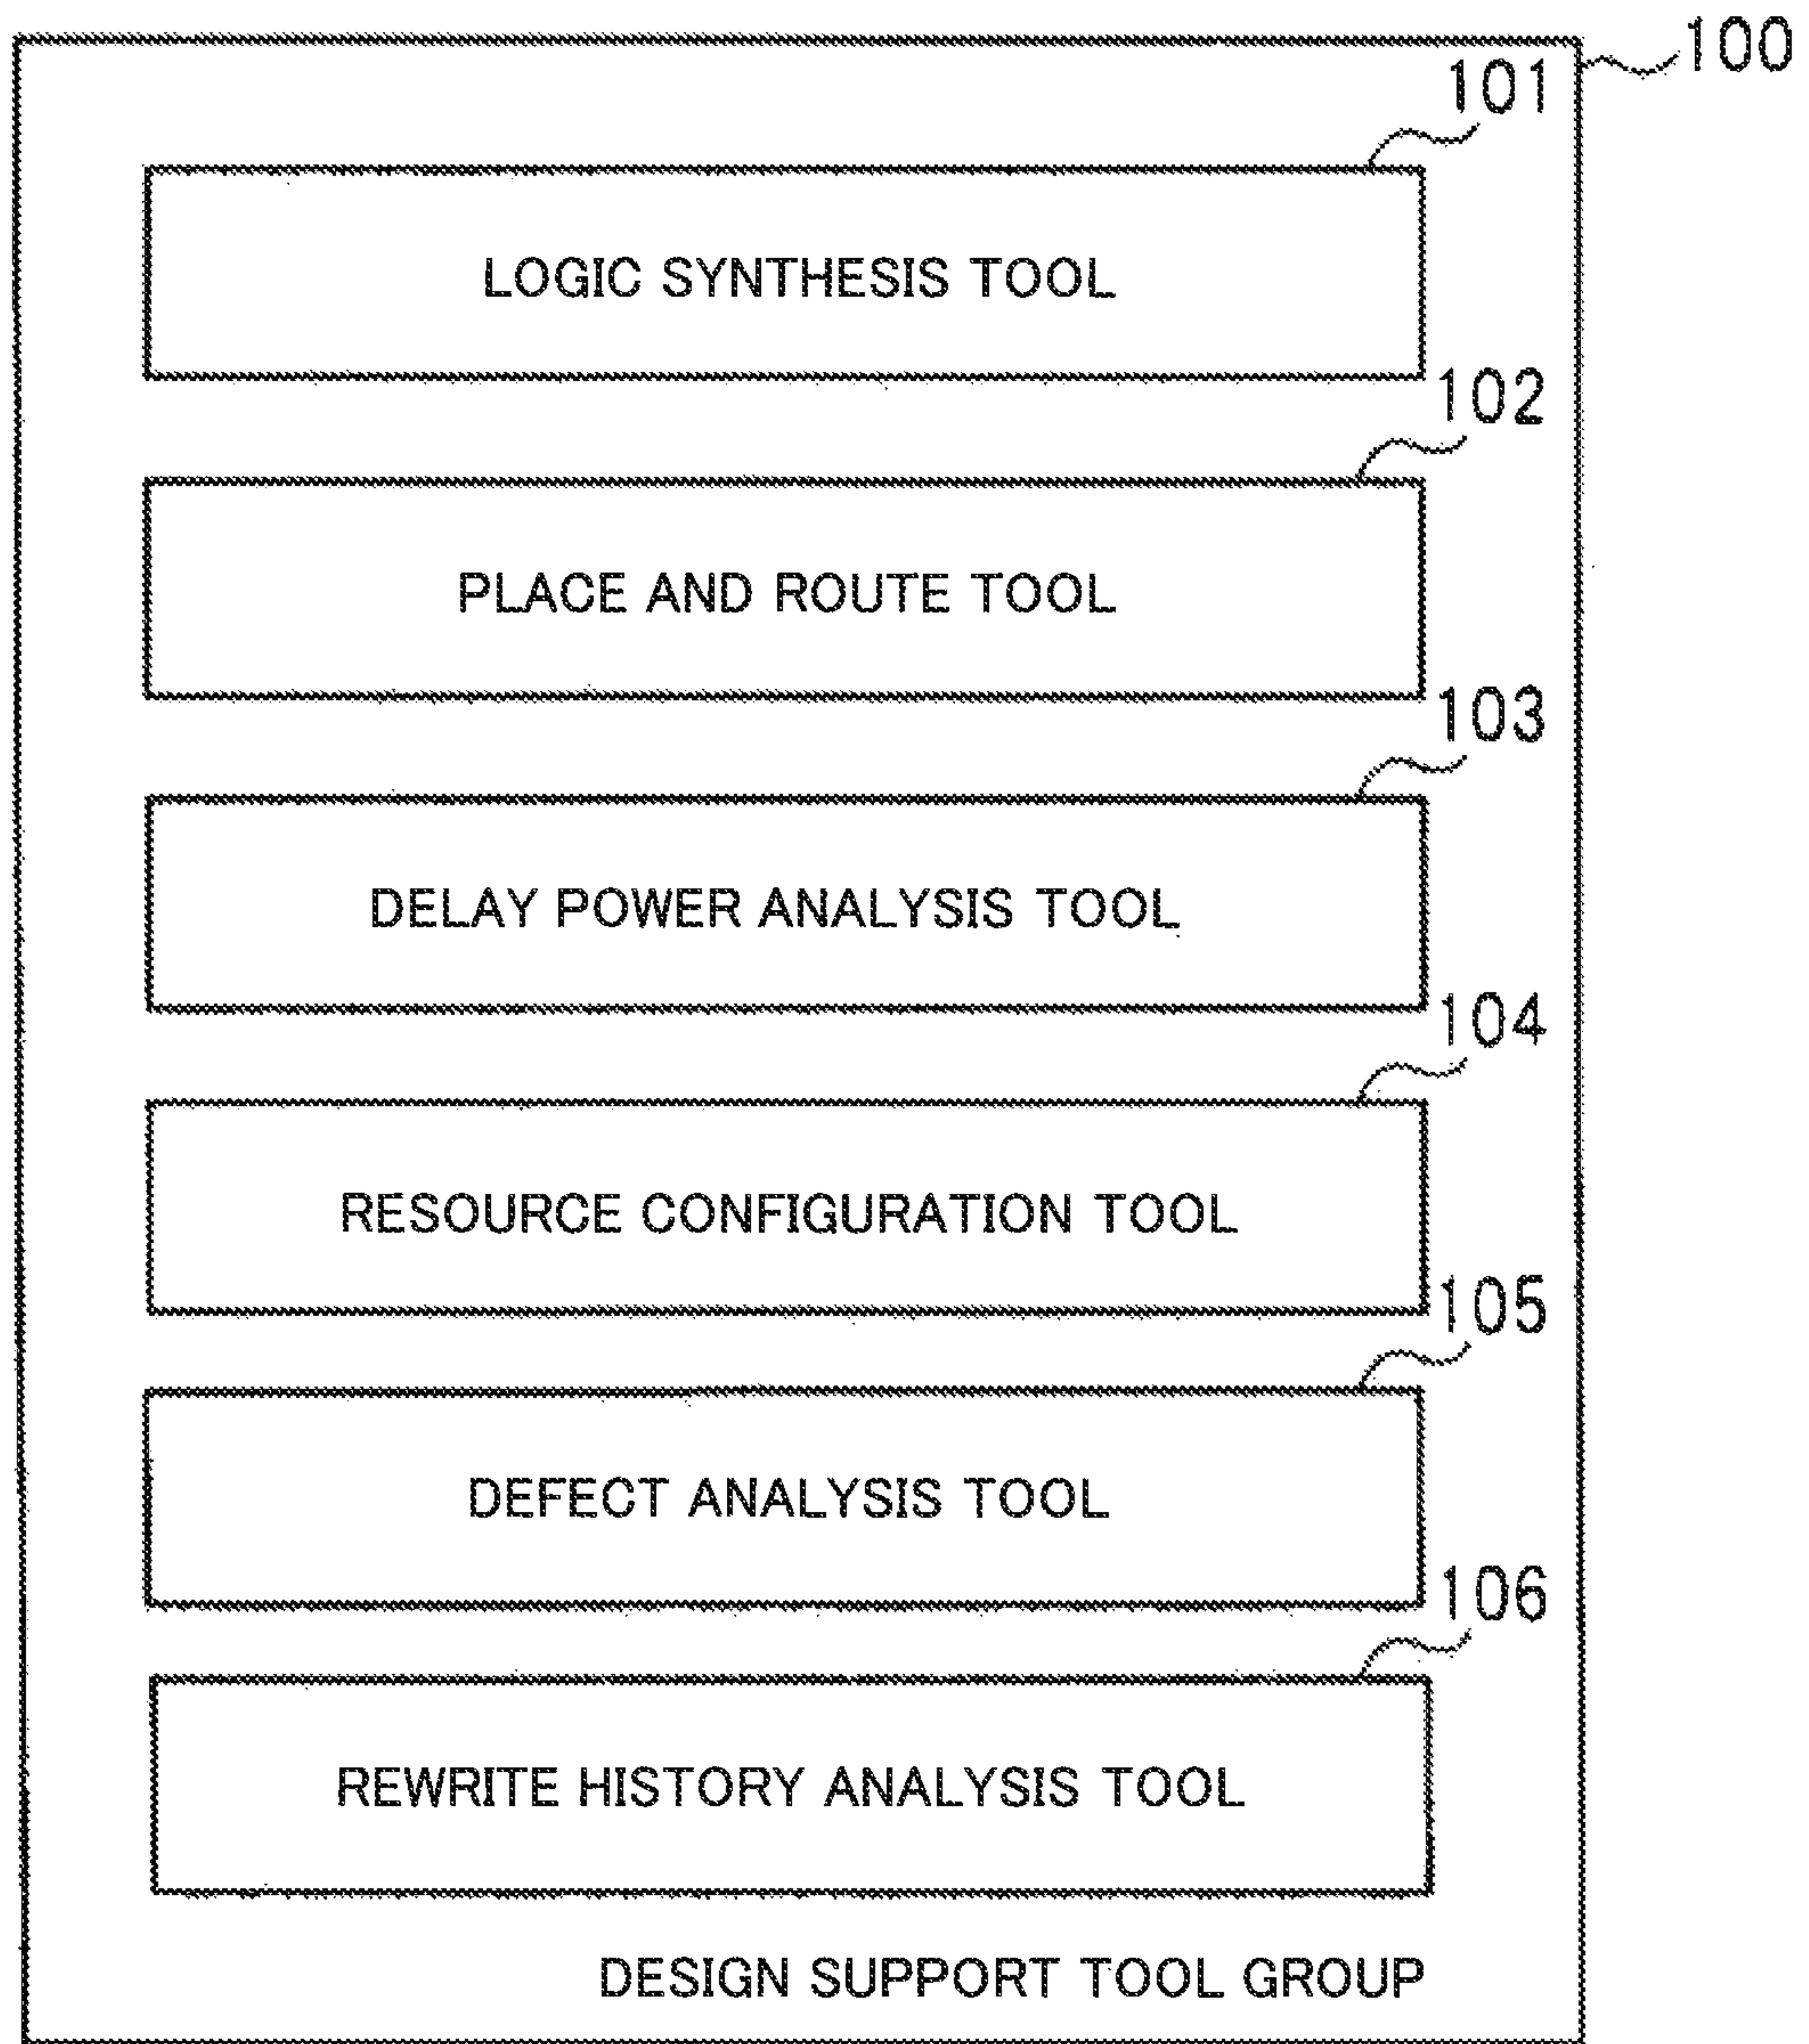 100
101
LOGIC SYNTHESIS TOOL
102
PLACE AND ROUTE TOOL
103
DELAY POWER ANALYSIS TOOL
104
RESOURCE CONFIGURATION TOOL
105
DEFECT ANALYSIS TOOL
106
REWRITE HISTORY ANALYSIS TOOL
DESIGN SUPPORT TOOL GROUP